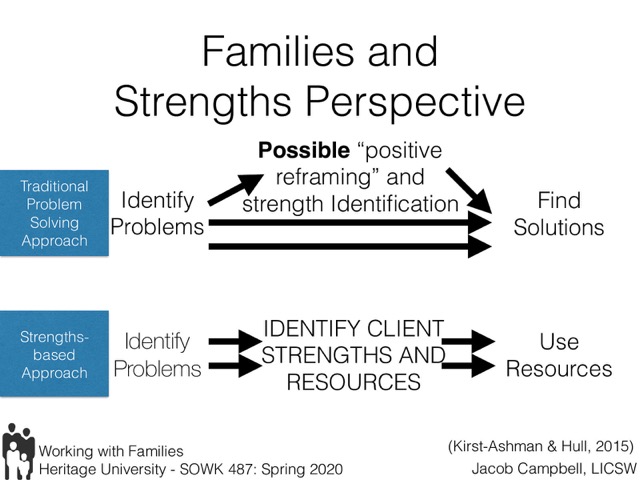 Families and
Strengths Perspective
Traditional
Problem
Solving
Approach
Identify
Problems
Possible “positive
reframing” and
strength Identification
Find
Solutions
Strengths-
based
Approach
Identify
Problems
IDENTIFY CLIENT
STRENGTHS AND
RESOURCES
Use
Resources
Working with Families
Heritage University - SOWK 487: Spring 2020
(Kirst-Ashman & Hull, 2015)
Jacob Campbell, LICSW